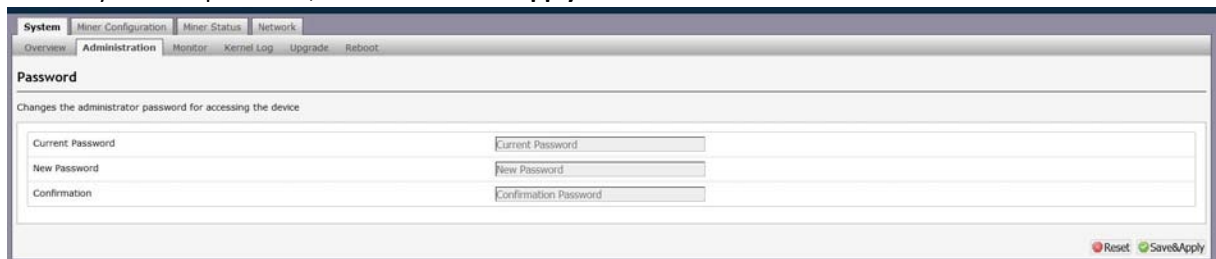 System Miner Configuration Miner Status Network
Overview Administration Monitor Kernel Log Upgrade Reboot
Password
Changes the administrator password for accessing the device
Current Password Current Password
New Password New Password
Confirmation Confirmation Password
Reset Save&Apply